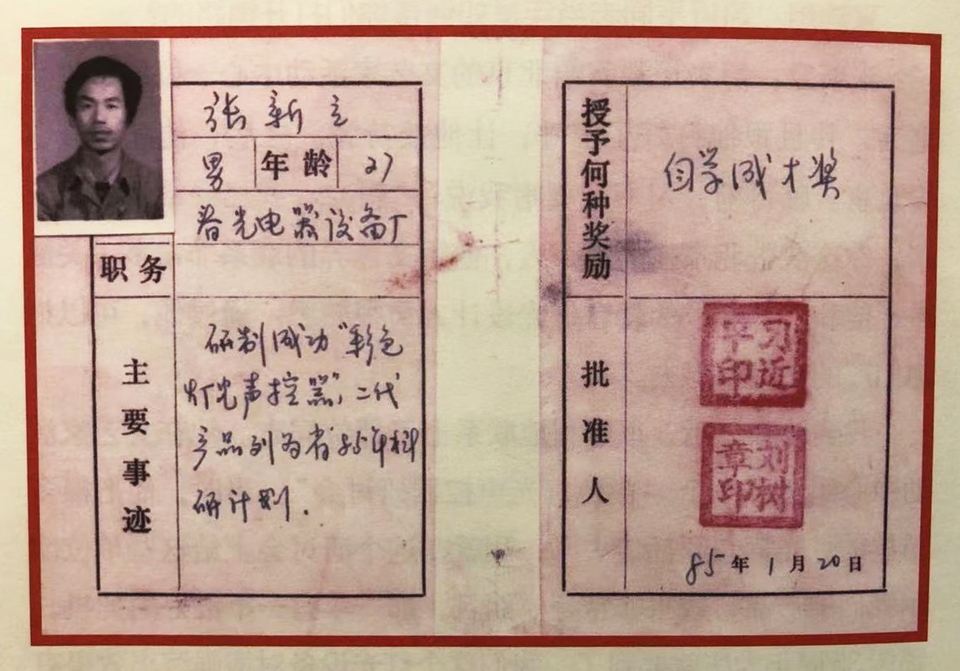 张新立
男 年龄 27
春光电器设备厂
职务
主要事迹
研制成功“彩色
灯光声控器”,二代
产品列为省85年科
研计划.
授予何种奖励
自学成才奖
批准人
习近平印
刘树章印
85年1月20日